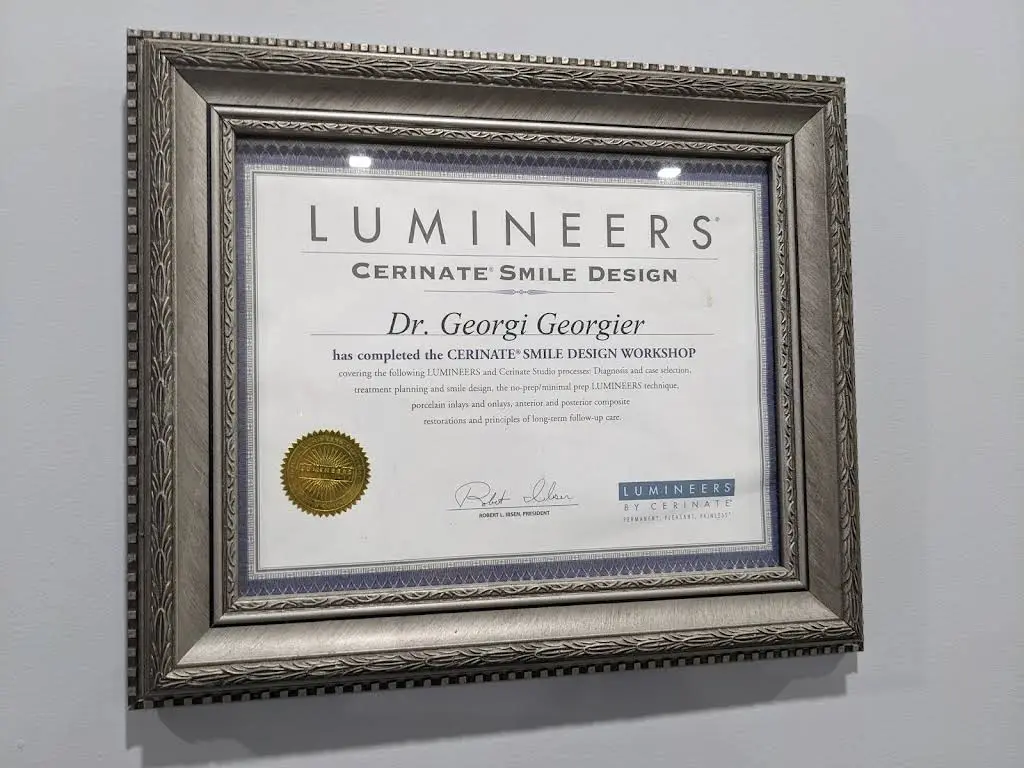 LUMINEERS®
CERINATE® SMILE DESIGN
Dr. Georgi Georgier
has completed the CERINATE® SMILE DESIGN WORKSHOP
covering the following LUMINEERS and Cerinate Studio processes: Diagnosis and case selection,
treatment planning and smile design, the no-prep/minimal prep LUMINEERS technique,
porcelain inlays and onlays, anterior and posterior composite
restorations and principles of long-term follow-up care.
LUMINEERS
Robert Ibsen
ROBERT L. IBSEN, PRESIDENT
LUMINEERS
BY CERINATE®
PERMANENT, PLEASANT, PAINLESS™